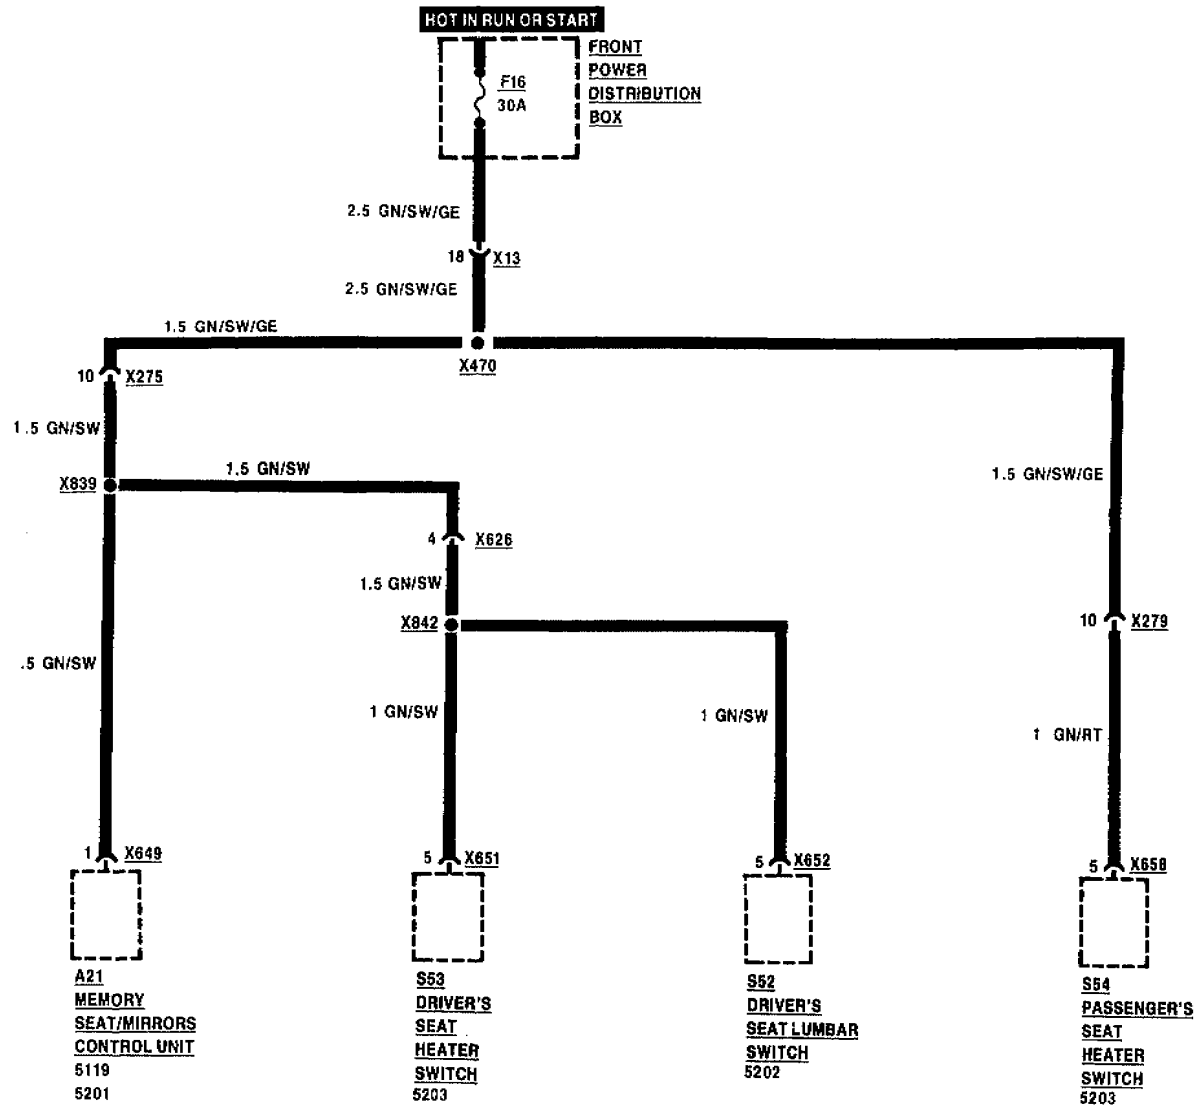 HOT IN RUN OR START
FRONT
POWER
DISTRIBUTION
BOX
F16
30A
2.5 GN/SW/GE
18 X13
2.5 GN/SW/GE
1.5 GN/SW/GE
X470
10 X275
1.5 GN/SW
X839
1.5 GN/SW
1.5 GN/SW/GE
4 X626
1.5 GN/SW
X842
10 X279
.5 GN/SW
1 GN/SW
1 GN/SW
1 GN/RT
1 X649
5 X651
5 X652
5 X658
A21
MEMORY
SEAT/MIRRORS
CONTROL UNIT
5119
5201
S53
DRIVER'S
SEAT
HEATER
SWITCH
5203
S52
DRIVER'S
SEAT LUMBAR
SWITCH
5202
S54
PASSENGER'S
SEAT
HEATER
SWITCH
5203